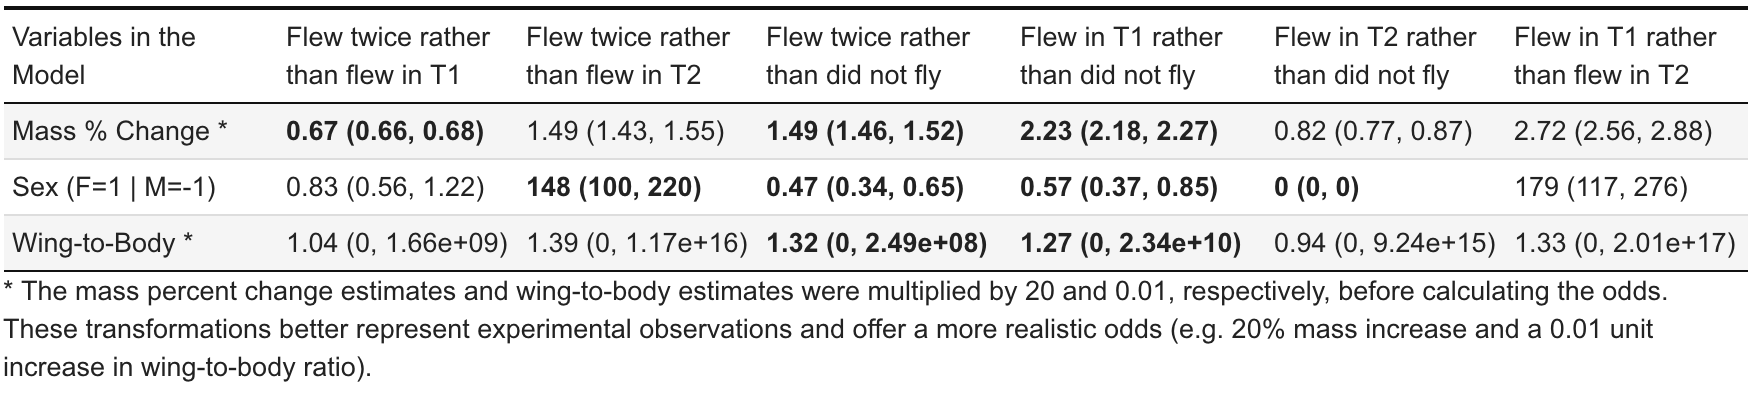 Variables in the Model | Flew twice rather than flew in T1 | Flew twice rather than flew in T2 | Flew twice rather than did not fly | Flew in T1 rather than did not fly | Flew in T2 rather than did not fly | Flew in T1 rather than flew in T2
Mass % Change * | 0.67 (0.66, 0.68) | 1.49 (1.43, 1.55) | 1.49 (1.46, 1.52) | 2.23 (2.18, 2.27) | 0.82 (0.77, 0.87) | 2.72 (2.56, 2.88)
Sex (F=1 | M=-1) | 0.83 (0.56, 1.22) | 148 (100, 220) | 0.47 (0.34, 0.65) | 0.57 (0.37, 0.85) | 0 (0, 0) | 179 (117, 276)
Wing-to-Body * | 1.04 (0, 1.66e+09) | 1.39 (0, 1.17e+16) | 1.32 (0, 2.49e+08) | 1.27 (0, 2.34e+10) | 0.94 (0, 9.24e+15) | 1.33 (0, 2.01e+17)
* The mass percent change estimates and wing-to-body estimates were multiplied by 20 and 0.01, respectively, before calculating the odds.
These transformations better represent experimental observations and offer a more realistic odds (e.g. 20% mass increase and a 0.01 unit
increase in wing-to-body ratio).